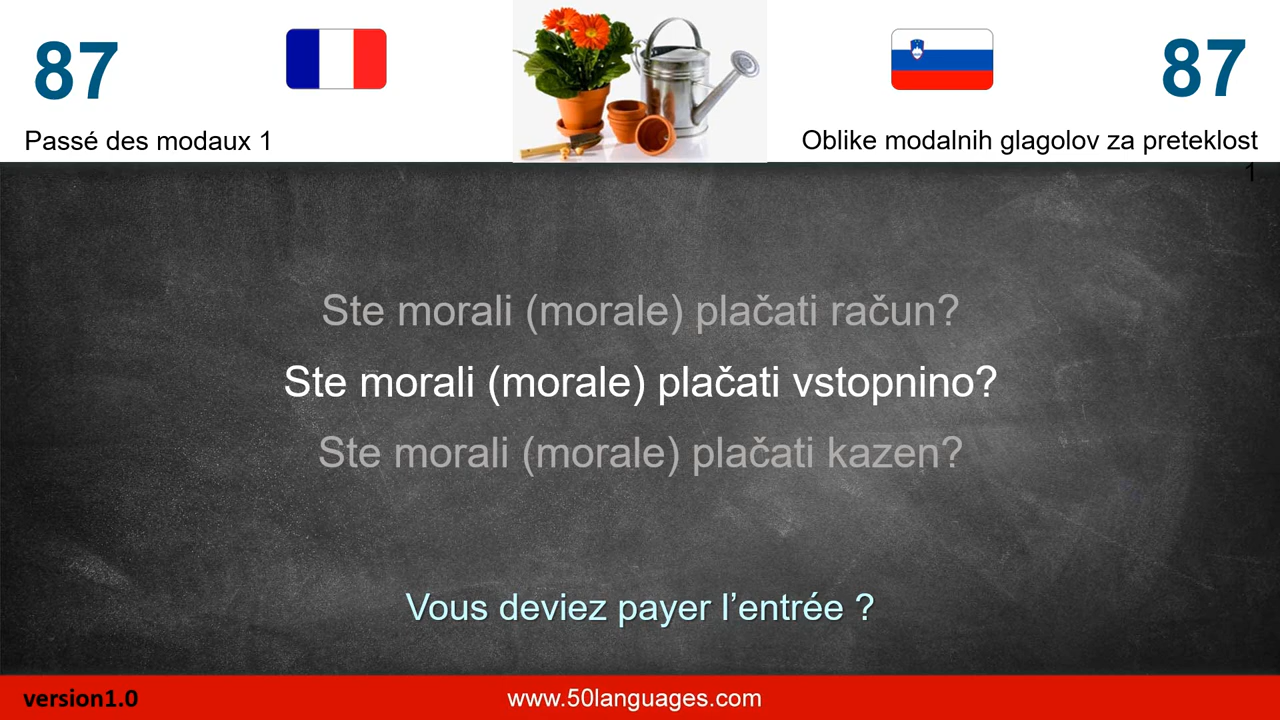 87
87
Passé des modaux 1
Oblike modalnih glagolov za preteklost
1
Ste morali (morale) plačati račun?
Ste morali (morale) plačati vstopnino?
Ste morali (morale) plačati kazen?
Vous deviez payer l’entrée ?
version1.0
www.50languages.com